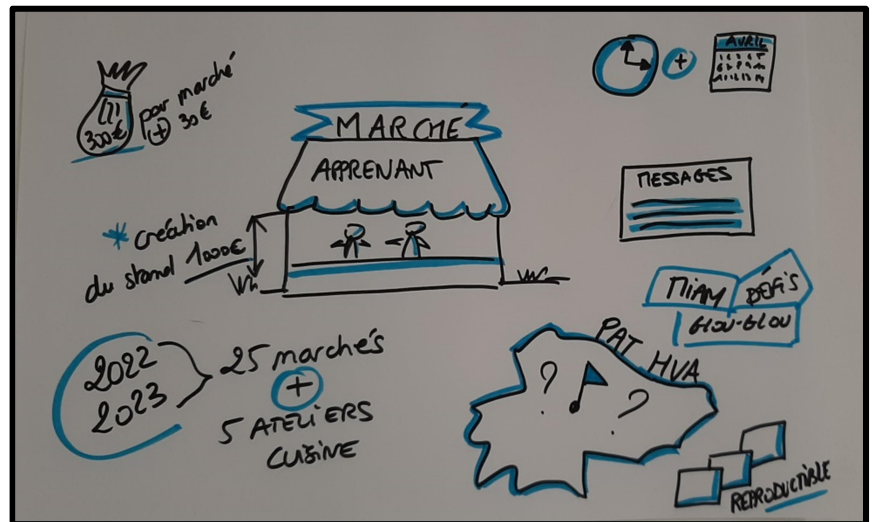 300€
par marché
+ 30€
MARCHÉ
APPRENANT
* création
du stand 1000€
2022
2023
25 marchés
+
5 ATELIERS
CUISINE
+
AVRIL
MESSAGES
MIAM
DÉFIS
GLOU-GLOU
PAT HVA
? ?
REPRODUCTIBLE